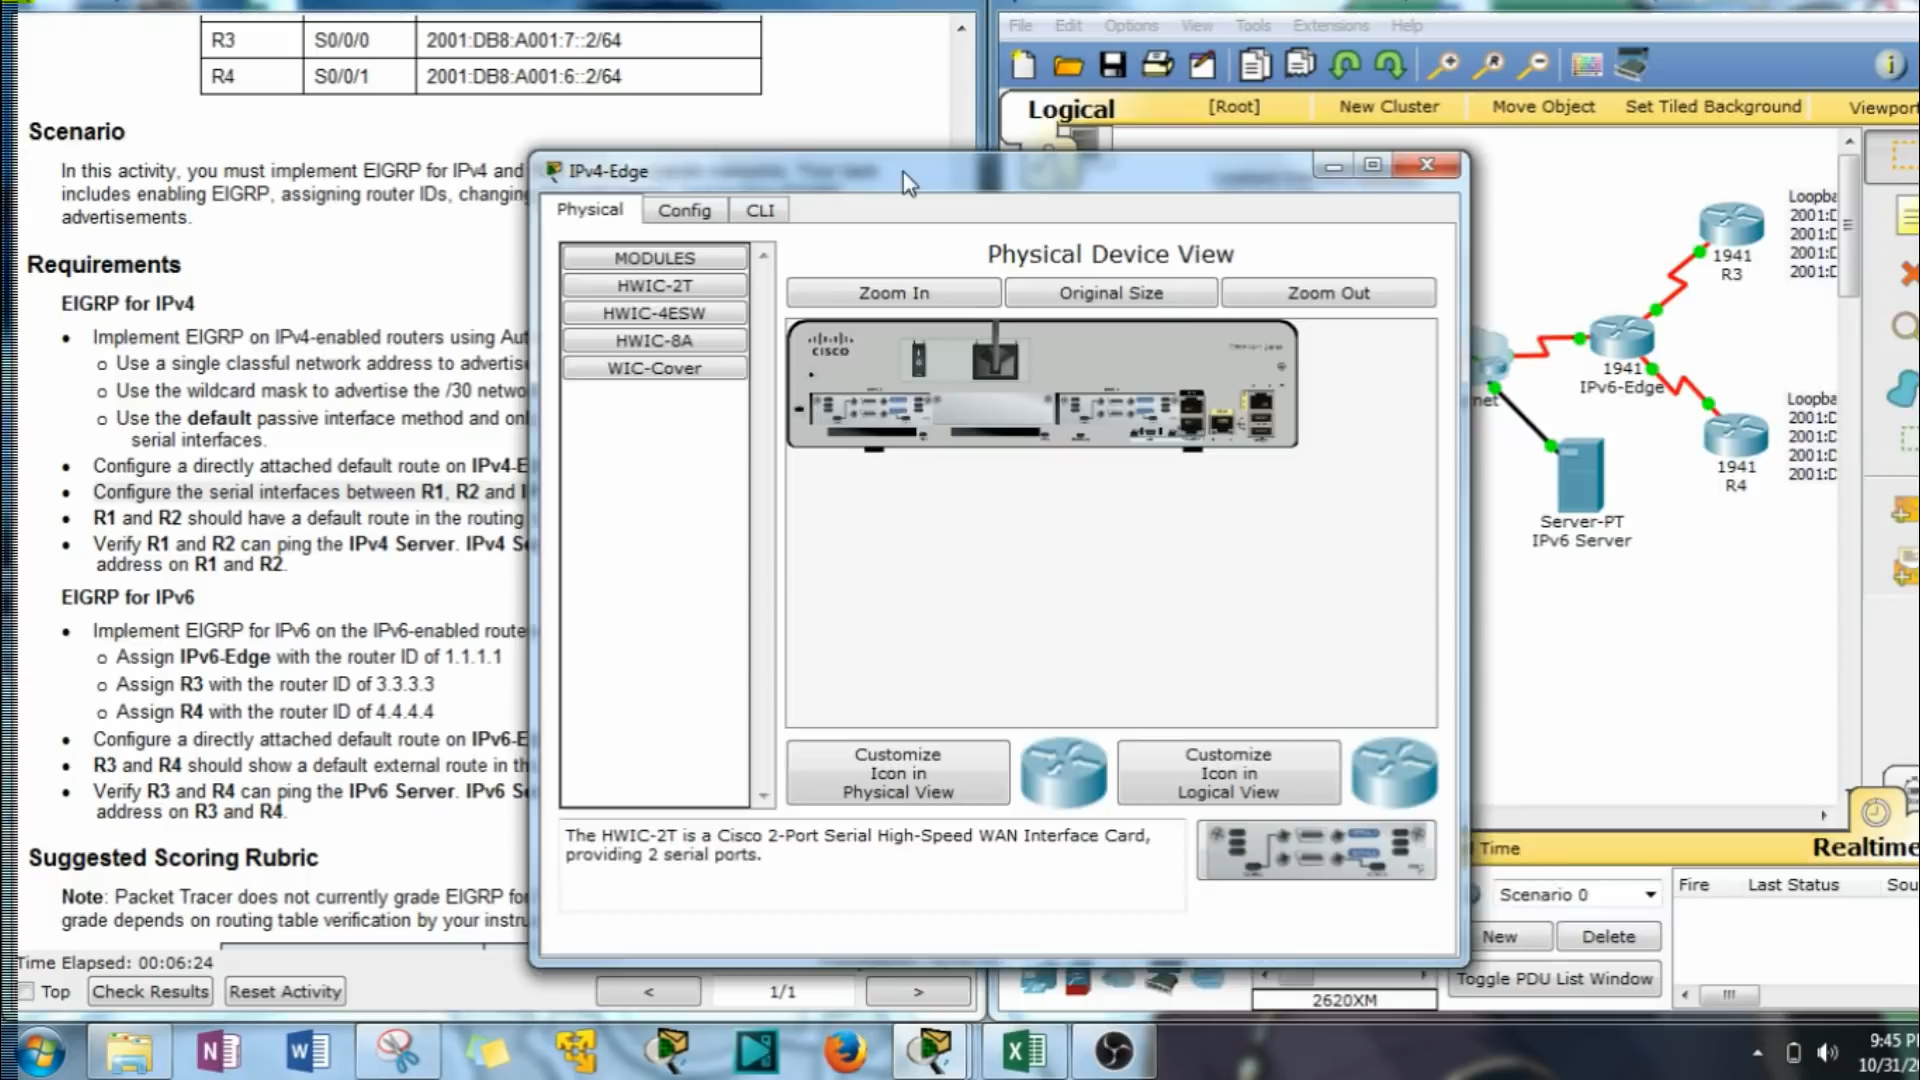 R3 S0/0/0 2001:DB8:A001:7::2/64
R4 S0/0/1 2001:DB8:A001:6::2/64
Scenario
In this activity, you must implement EIGRP for IPv4 and
includes enabling EIGRP, assigning router IDs, changing
advertisements.
Requirements
EIGRP for IPv4
• Implement EIGRP on IPv4-enabled routers using
o Use a single classful network address to
o Use the wildcard mask to advertise the /30
o Use the default passive interface method and
serial interfaces.
• Configure a directly attached default route on
• Configure the serial interfaces between R1, R2 and
• R1 and R2 should have a default route in the routing
• Verify R1 and R2 can ping the IPv4 Server. IPv4
address on R1 and R2.
EIGRP for IPv6
• Implement EIGRP for IPv6 on the IPv6-enabled
o Assign IPv6-Edge with the router ID of 1.1.1.1
o Assign R3 with the router ID of 3.3.3.3
o Assign R4 with the router ID of 4.4.4.4
• Configure a directly attached default route on
• R3 and R4 should show a default external route in
• Verify R3 and R4 can ping the IPv6 Server. IPv6
address on R3 and R4.
Suggested Scoring Rubric
Note: Packet Tracer does not currently grade EIGRP
grade depends on routing table verification by your
Time Elapsed: 00:06:24
Top Check Results Reset Activity < 1/1 >
IPv4-Edge
Physical Config CLI
MODULES
HWIC-2T
HWIC-4ESW
HWIC-8A
WIC-Cover
Physical Device View
Zoom In Original Size Zoom Out
CISCO
Customize
Icon in
Physical View
Customize
Icon in
Logical View
The HWIC-2T is a Cisco 2-Port Serial High-Speed WAN Interface Card,
providing 2 serial ports.
File Edit Options View Tools Extensions Help
Logical [Root] New Cluster Move Object Set Tiled Background Viewport
1941
R3
1941
IPv6-Edge
1941
R4
Server-PT
IPv6 Server
Time Realtime
Scenario 0
New Delete
Toggle PDU List Window
Fire Last Status
2620XM
9:45